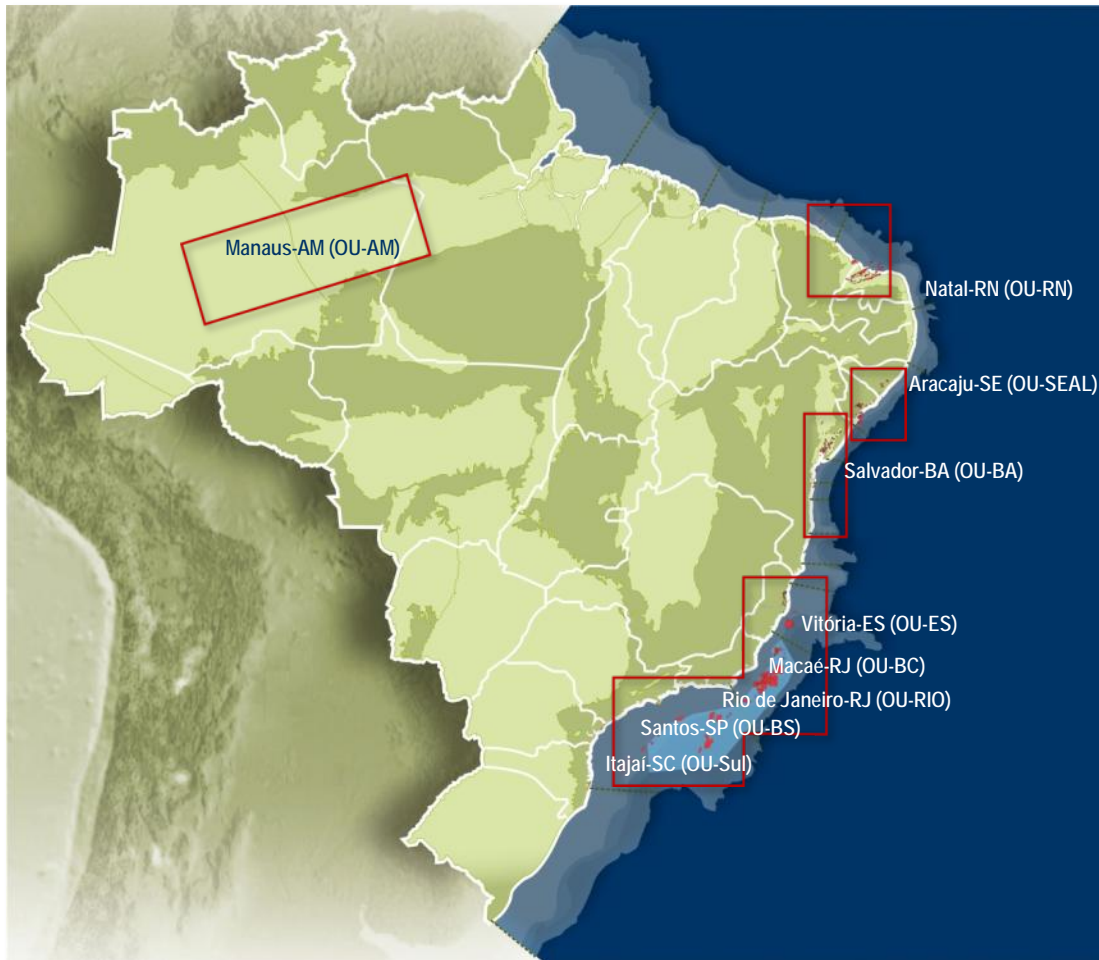 Manaus-AM (OU-AM)
Natal-RN (OU-RN)
Aracaju-SE (OU-SEAL)
Salvador-BA (OU-BA)
Vitória-ES (OU-ES)
Macaé-RJ (OU-BC)
Rio de Janeiro-RJ (OU-RIO)
Santos-SP (OU-BS)
Itajaí-SC (OU-Sul)